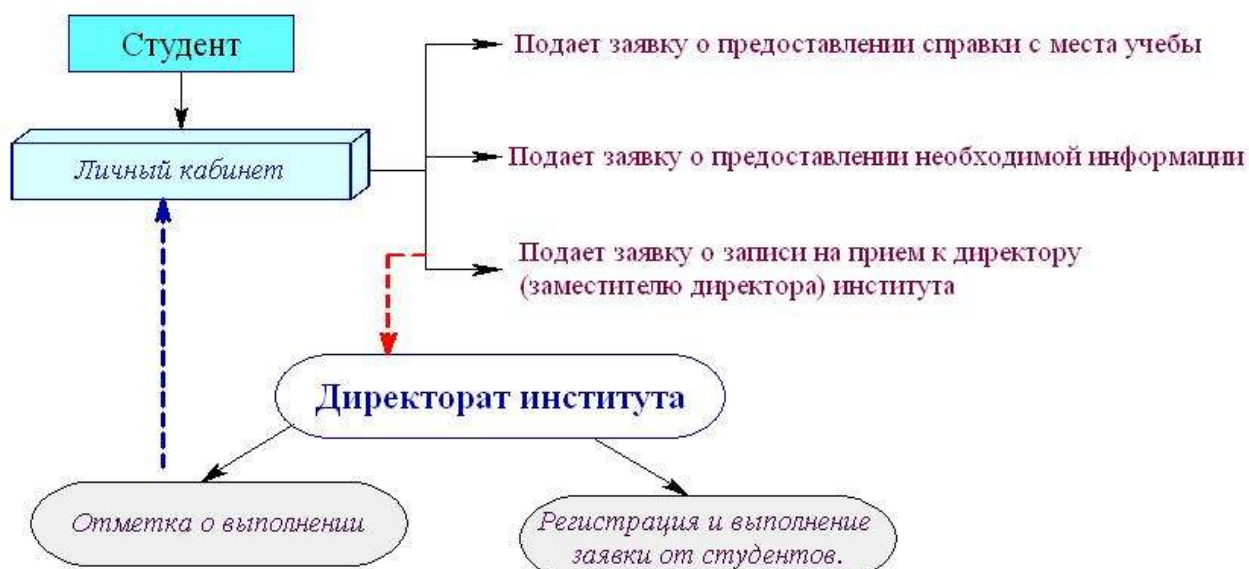 Студент
Подает заявку о предоставлении справки с места учебы
Личный кабинет
Подает заявку о предоставлении необходимой информации
Подает заявку о записи на прием к директору
(заместителю директора) института
Директорат института
Отметка о выполнении
Регистрация и выполнение
заявки от студентов.